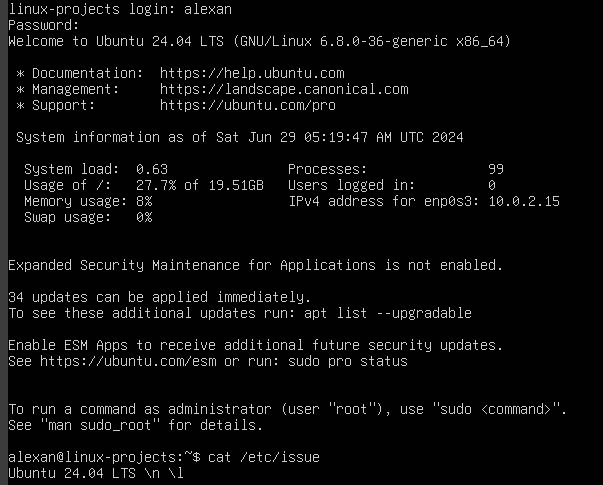 linux-projects login: alexan
Password:
Welcome to Ubuntu 24.04 LTS (GNU/Linux 6.8.0-36-generic x86_64)
* Documentation: https://help.ubuntu.com
* Management: https://landscape.canonical.com
* Support: https://ubuntu.com/pro
System information as of Sat Jun 29 05:19:47 AM UTC 2024
System load: 0.63 Processes: 99
Usage of /: 27.7% of 19.51GB Users logged in: 0
Memory usage: 8% IPv4 address for enp0s3: 10.0.2.15
Swap usage: 0%
Expanded Security Maintenance for Applications is not enabled.
34 updates can be applied immediately.
To see these additional updates run: apt list --upgradable
Enable ESM Apps to receive additional future security updates.
See https://ubuntu.com/esm or run: sudo pro status
To run a command as administrator (user "root"), use "sudo <command>".
See "man sudo_root" for details.
alexan@linux-projects:~$ cat /etc/issue
Ubuntu 24.04 LTS \n \l